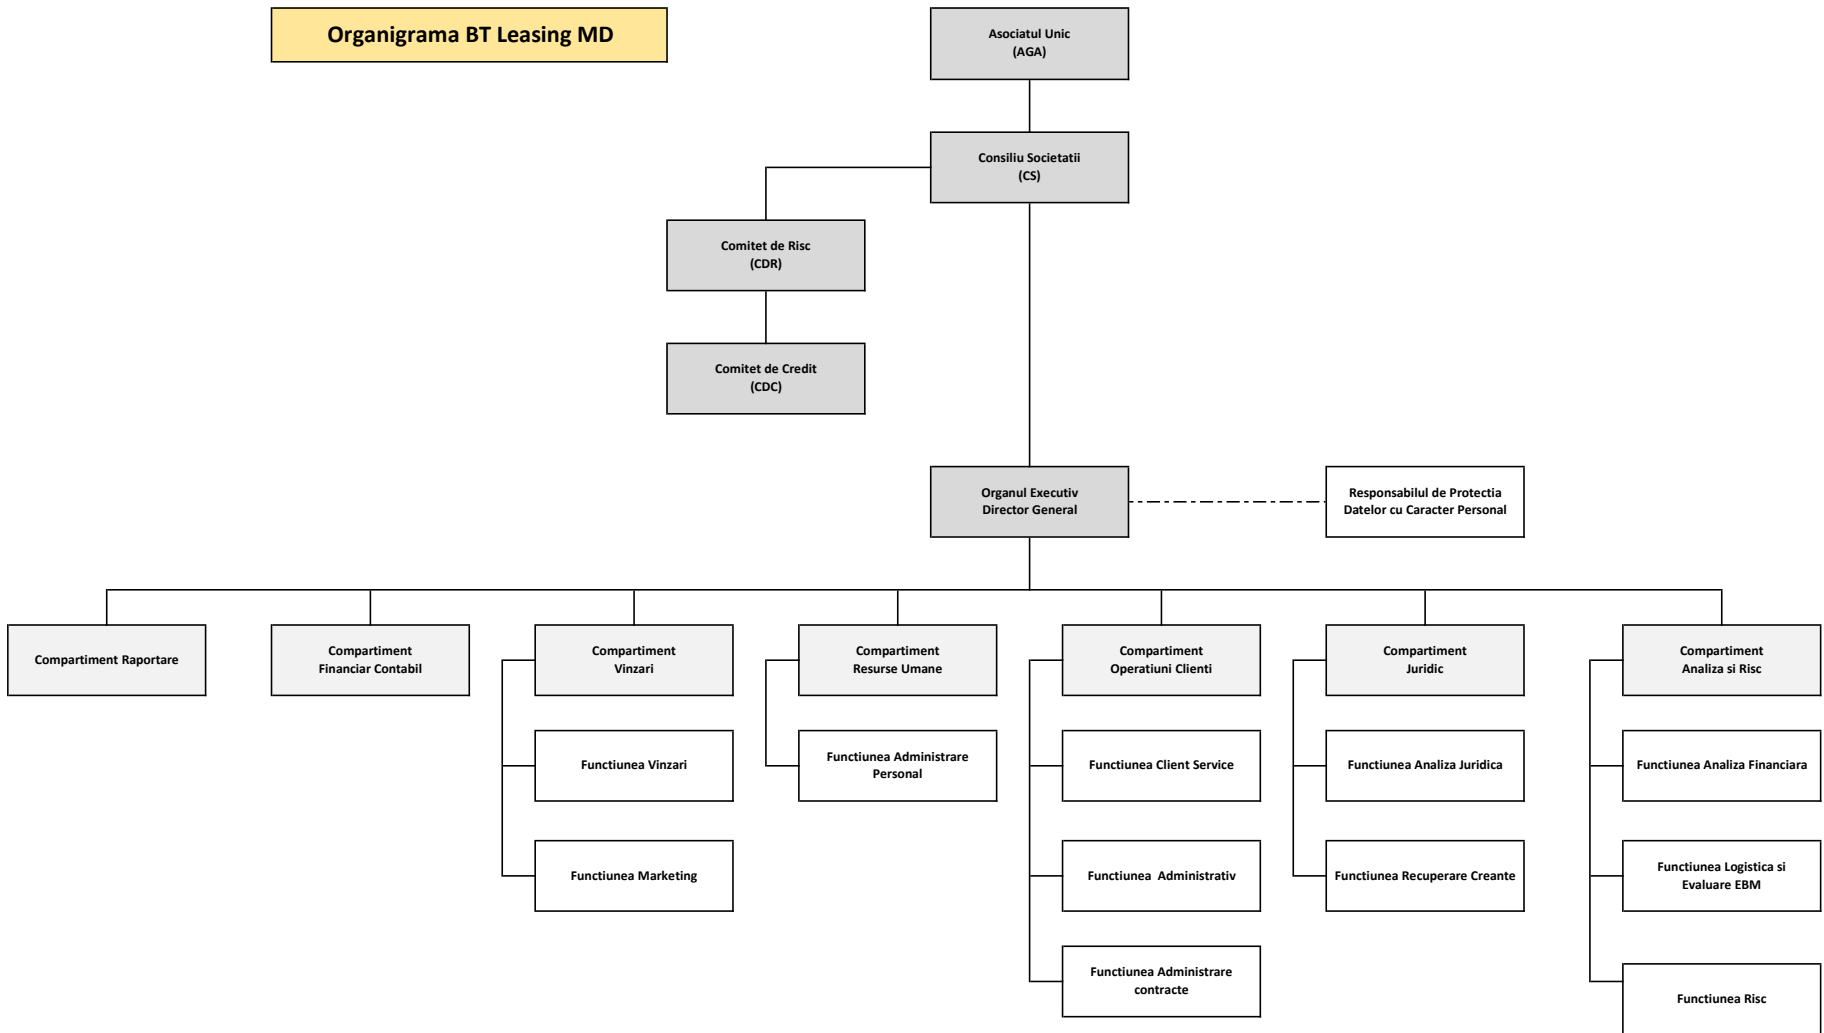 Organigrama BT Leasing MD
Asociatul Unic
(AGA)
Consiliu Societatii
(CS)
Comitet de Risc
(CDR)
Comitet de Credit
(CDC)
Organul Executiv
Director General
Responsabilul de Protectia
Datelor cu Caracter Personal
Compartiment Raportare
Compartiment
Financiar Contabil
Compartiment
Vinzari
Compartiment
Resurse Umane
Compartiment
Operatiuni Clienti
Compartiment
Juridic
Compartiment
Analiza si Risc
Functiunea Vinzari
Functiunea Administrare
Personal
Functiunea Client Service
Functiunea Analiza Juridica
Functiunea Analiza Financiara
Functiunea Marketing
Functiunea Administrativ
Functiunea Recuperare Creante
Functiunea Logistica si
Evaluare EBM
Functiunea Administrare
contracte
Functiunea Risc